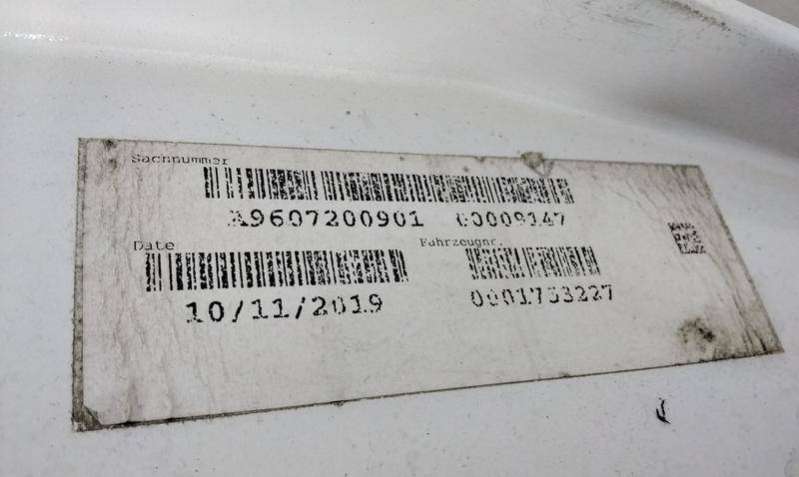 Sachnummer
A9607200901 00009147
Date Fahrzeugnr.
10/11/2019 0001753227